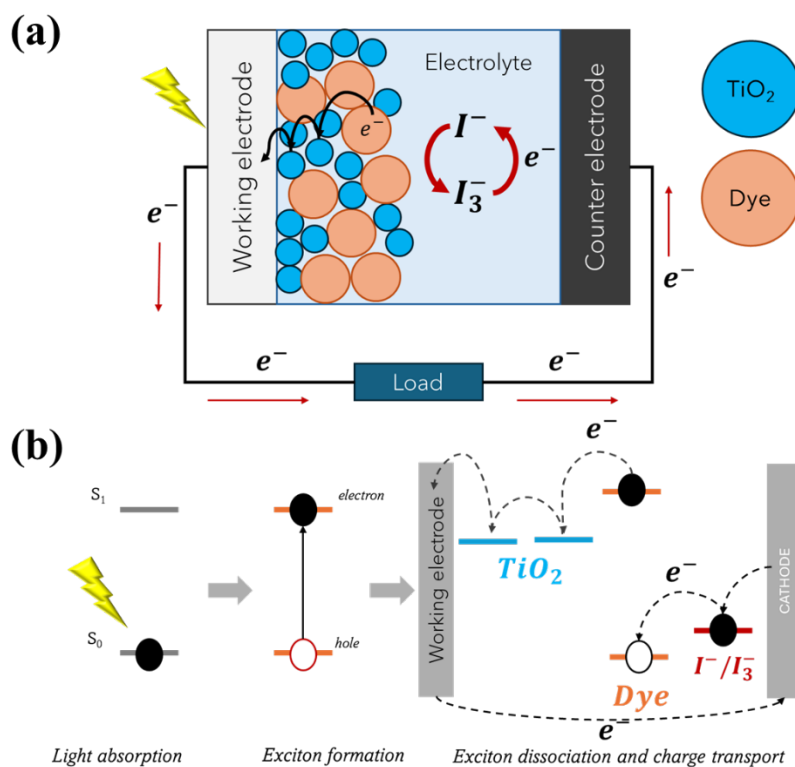 (a)
Working electrode
Electrolyte
Counter electrode
TiO₂
Dye
e⁻
I⁻
I₃⁻
e⁻
e⁻
e⁻
e⁻
e⁻
Load
(b)
S₁
S₀
electron
hole
Working electrode
e⁻
TiO₂
e⁻
Dye
I⁻/I₃⁻
CATHODE
e⁻
Light absorption
Exciton formation
Exciton dissociation and charge transport